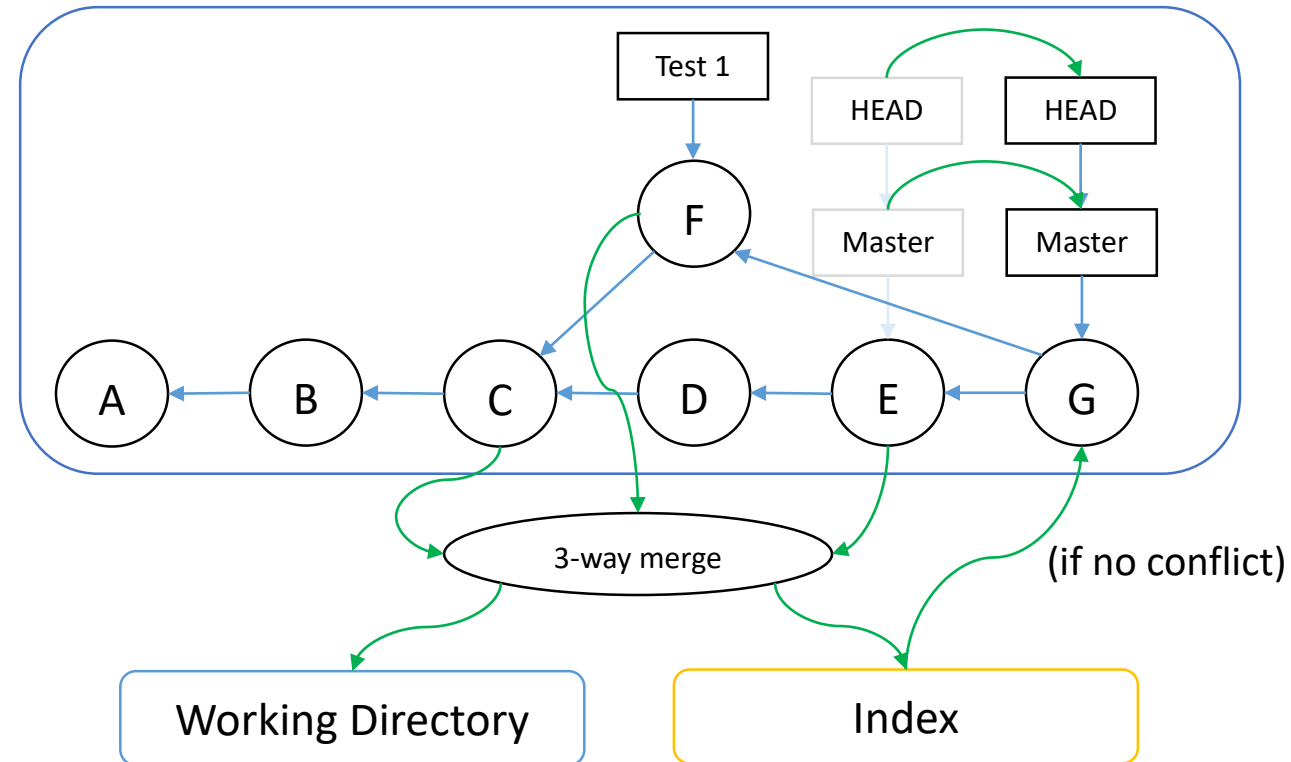 Test 1
HEAD
HEAD
F
Master
Master
A
B
C
D
E
G
3-way merge
(if no conflict)
Working Directory
Index